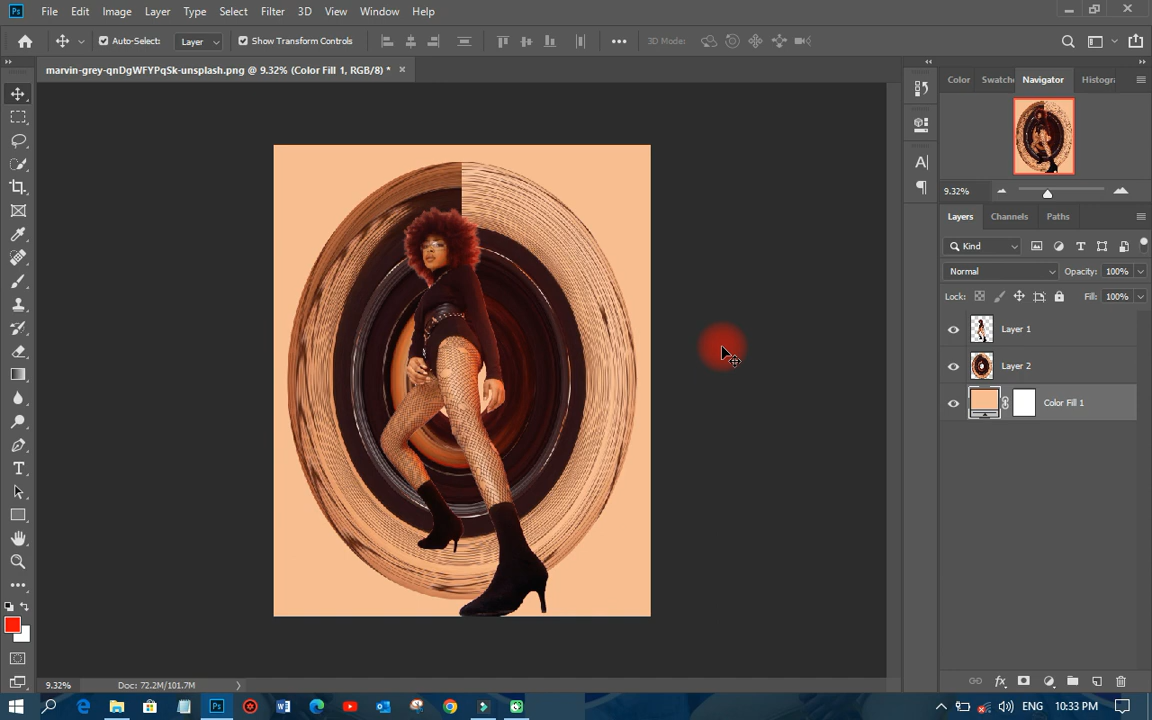 Ps File Edit Image Layer Type Select Filter 3D View Window Help
Auto-Select: Layer Show Transform Controls 3D Mode:
marvin-grey-qnDgWFYPqSk-unsplash.png @ 9.32% (Color Fill 1, RGB/8) *
Color Swatch Navigator Histogr
9.32%
Layers Channels Paths
Kind
Normal Opacity: 100%
Lock: Fill: 100%
Layer 1
Layer 2
Color Fill 1
9.32% Doc: 72.2M/101.7M
ENG 10:33 PM